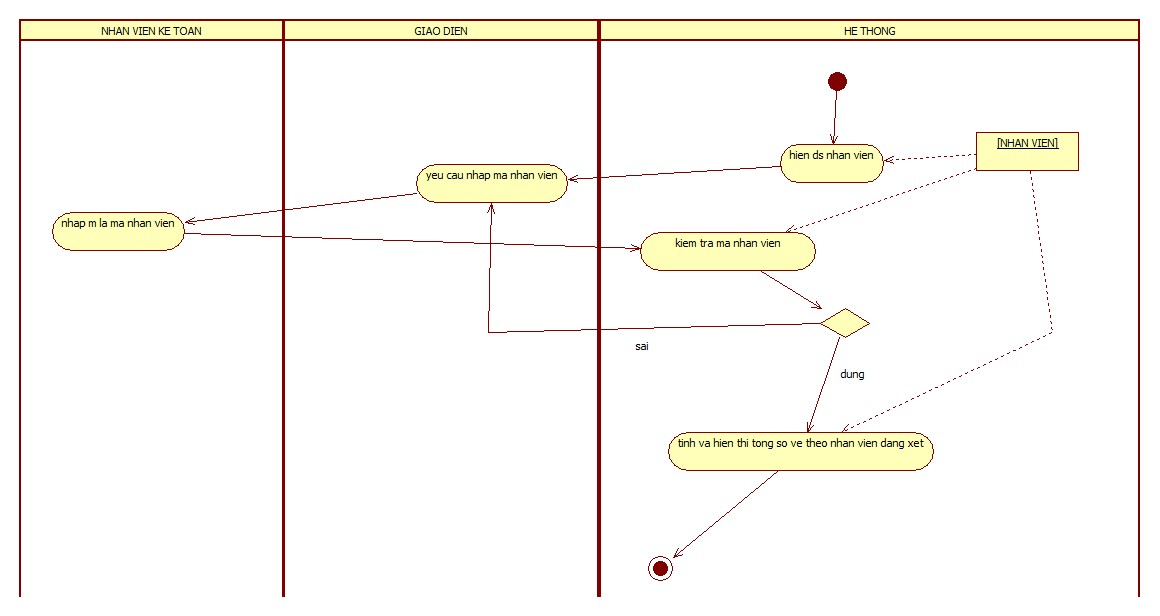 NHAN VIEN KE TOAN
GIAO DIEN
HE THONG
[NHAN VIEN]
hien ds nhan vien
yeu cau nhap ma nhan vien
nhap m la ma nhan vien
kiem tra ma nhan vien
sai
dung
tinh va hien thi tong so ve theo nhan vien dang xet